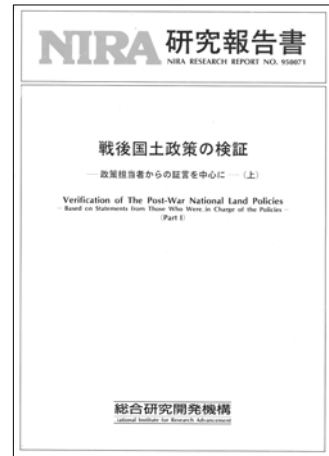 NIRA 研究報告書
NIRA RESEARCH REPORT NO. 950071
戦後国土政策の検証
——政策担当者からの証言を中心に——(上)
Verification of The Post-War National Land Policies
— Based on Statements from Those Who Were in Charge of the Policies —
(Part I)
総合研究開発機構
ational Institute for Research Advancement